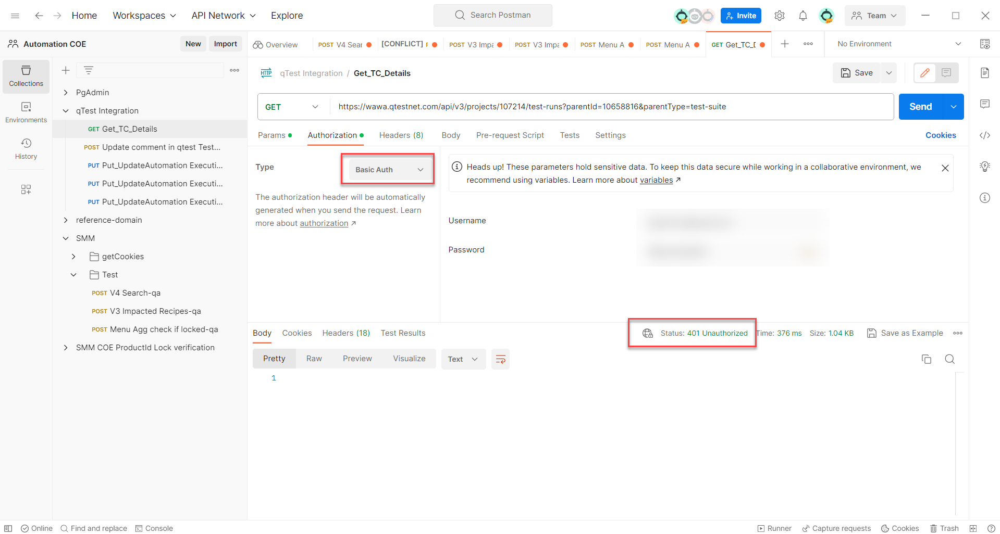 Home Workspaces API Network Explore Search Postman Invite Team
Automation COE New Import Overview POST V4 Sear [CONFLICT] F POST V3 Impa POST V3 Impa POST Menu A POST Menu A GET Get_TC_D No Environment
Collections
Environments
History
PgAdmin
qTest Integration
GET Get_TC_Details
POST Update comment in qtest Test...
PUT Put_UpdateAutomation Executi...
PUT Put_UpdateAutomation Executi...
PUT Put_UpdateAutomation Executi...
reference-domain
SMM
getCookies
Test
POST V4 Search-qa
POST V3 Impacted Recipes-qa
POST Menu Agg check if locked-qa
SMM COE ProductId Lock verification
HTTP qTest Integration / Get_TC_Details Save
GET https://wawa.qtestnet.com/api/v3/projects/107214/test-runs?parentId=10658816&parentType=test-suite Send
Params Authorization Headers (8) Body Pre-request Script Tests Settings Cookies
Type Basic Auth
The authorization header will be automatically
generated when you send the request. Learn
more about authorization ↗
Heads up! These parameters hold sensitive data. To keep this data secure while working in a collaborative environment, we
recommend using variables. Learn more about variables ↗
Username
Password
Body Cookies Headers (18) Test Results Status: 401 Unauthorized Time: 376 ms Size: 1.04 KB Save as Example
Pretty Raw Preview Visualize Text
1
Online Find and replace Console Runner Capture requests Cookies Trash